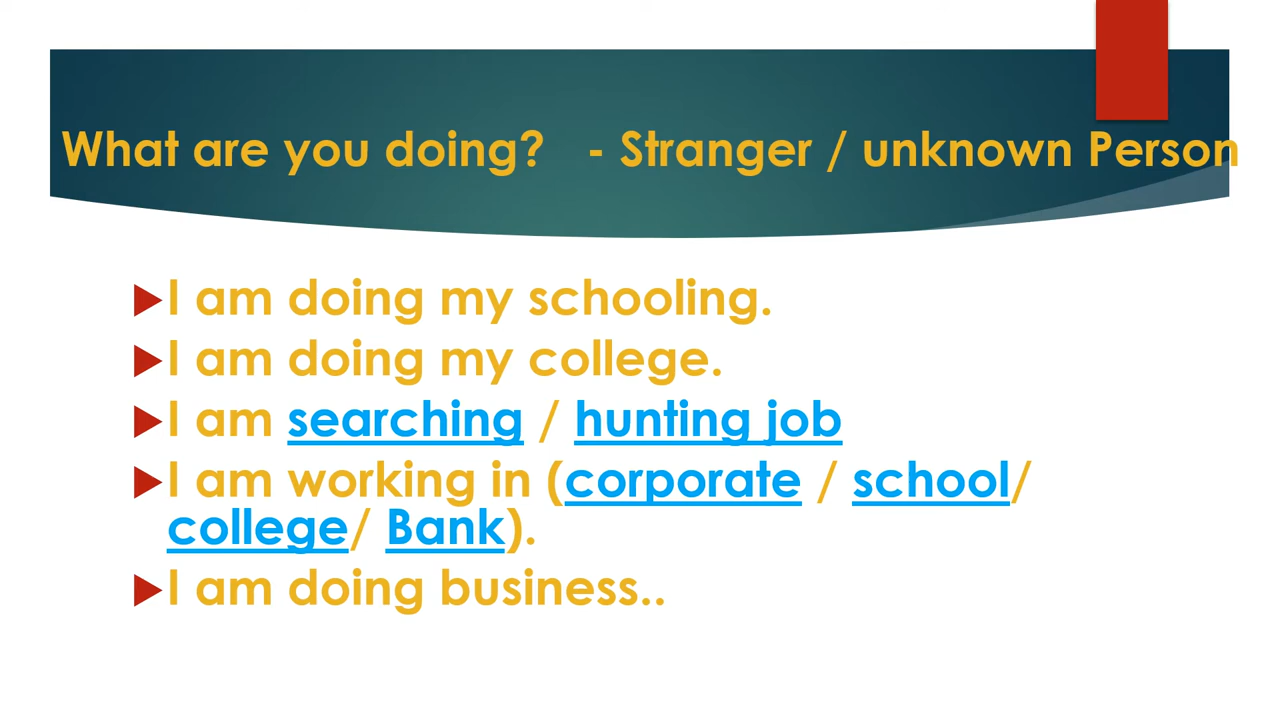 What are you doing?   - Stranger / unknown Person
I am doing my schooling.
I am doing my college.
I am searching / hunting job
I am working in (corporate / school/
college/ Bank).
I am doing business..